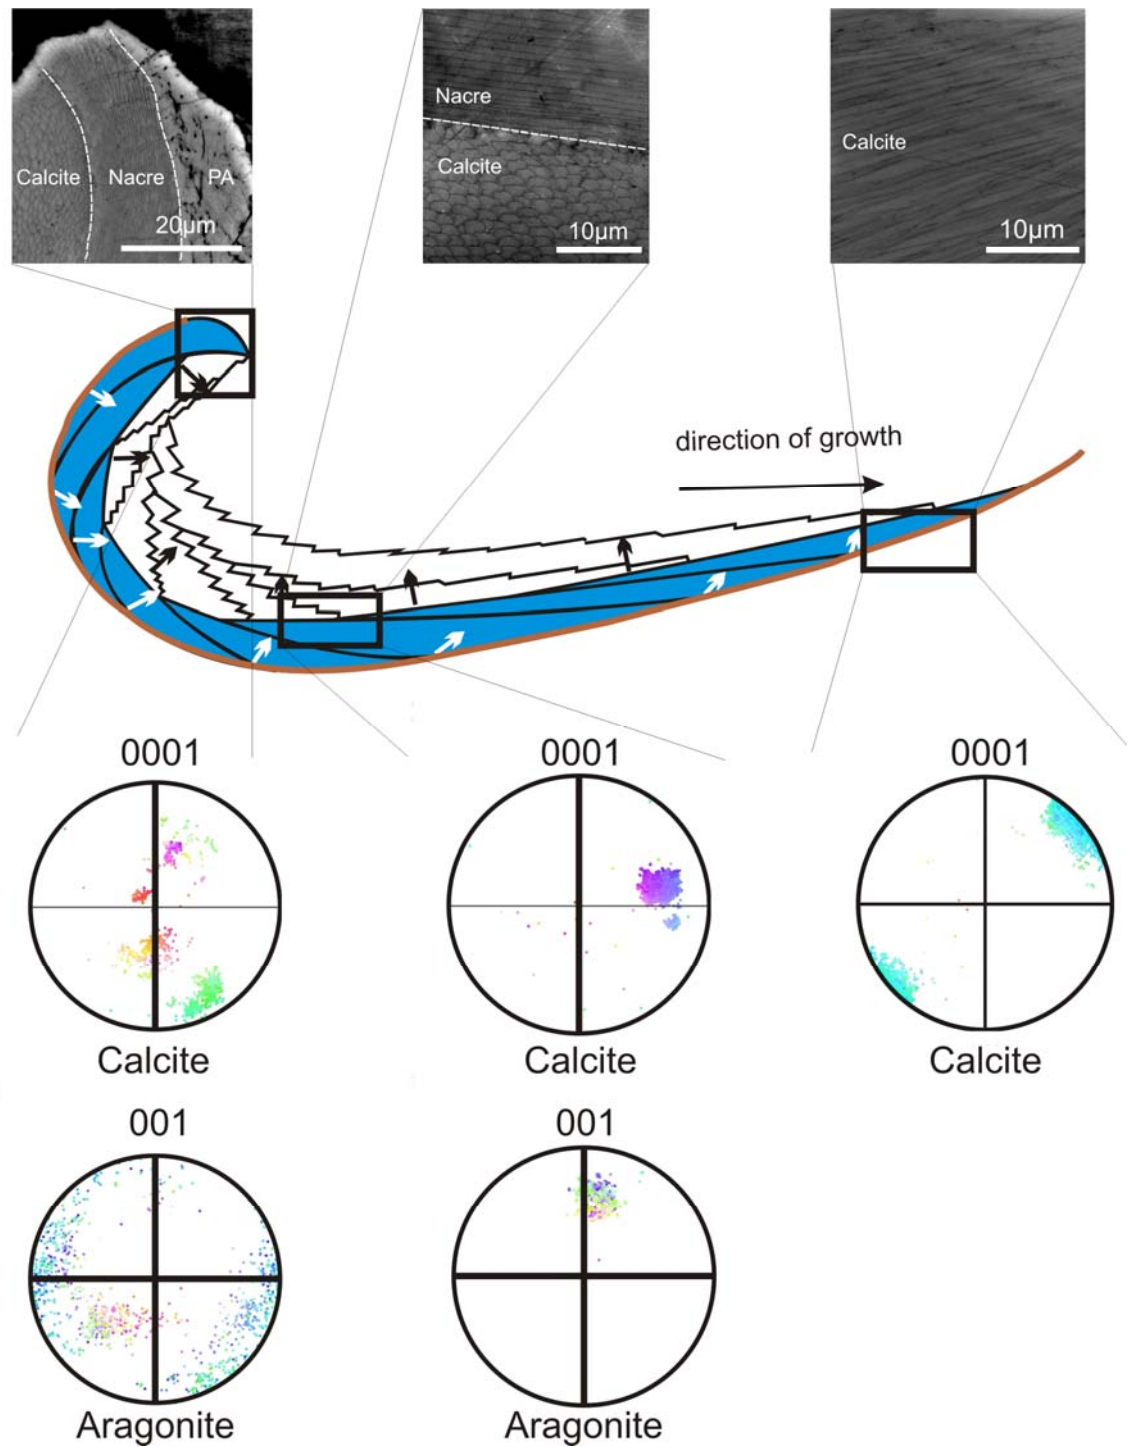 Calcite
Nacre
PA
20μm
Nacre
Calcite
10μm
Calcite
10μm
direction of growth
0001
0001
0001
Calcite
Calcite
Calcite
001
001
Aragonite
Aragonite